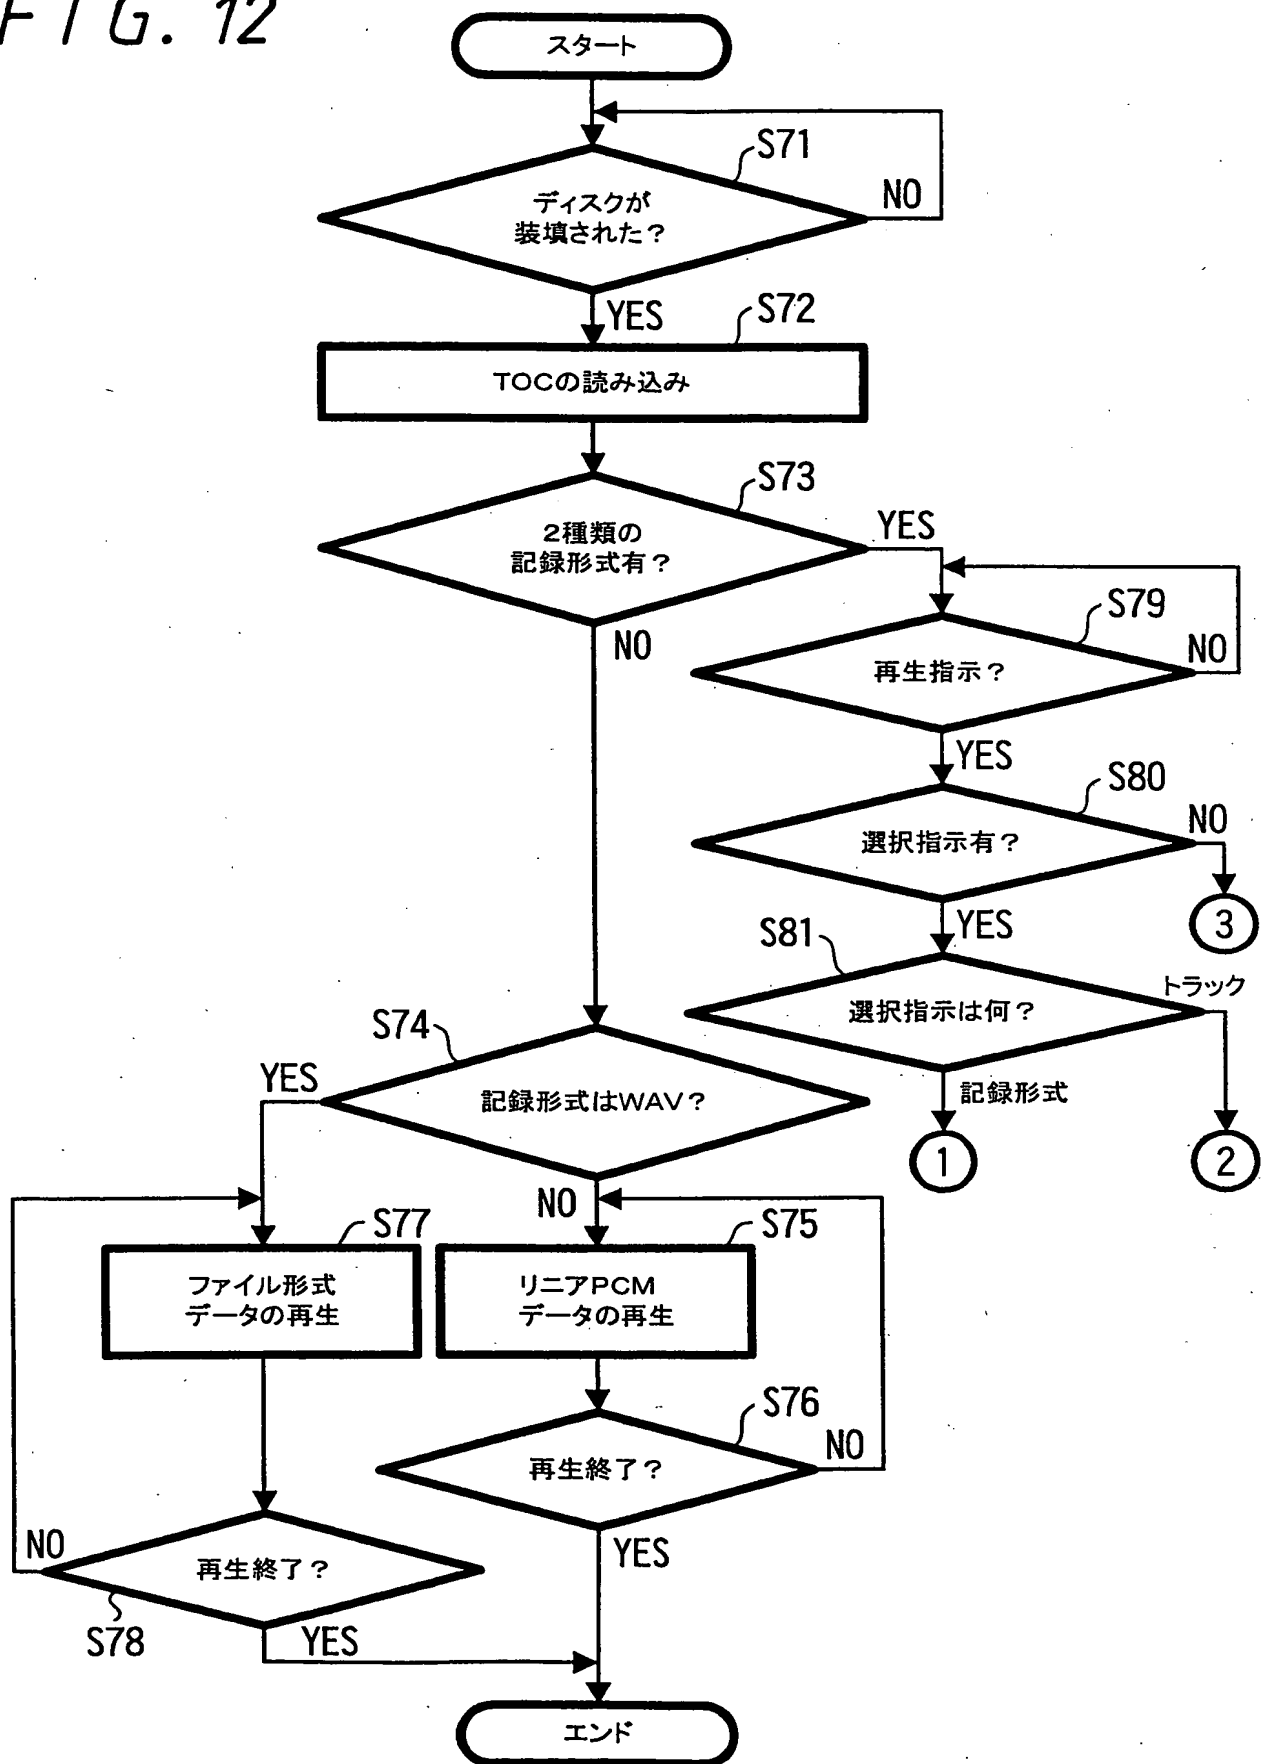 FIG. 12
スタート
S71
ディスクが
装填された?
NO
YES
S72
TOCの読み込み
S73
2種類の
記録形式有?
YES
NO
S79
再生指示?
NO
YES
S80
選択指示有?
NO
3
YES
S81
選択指示は何?
トラック
2
記録形式
1
S74
記録形式はWAV?
YES
NO
S77
ファイル形式
データの再生
S75
リニアPCM
データの再生
S76
再生終了?
NO
YES
再生終了?
NO
S78
YES
エンド